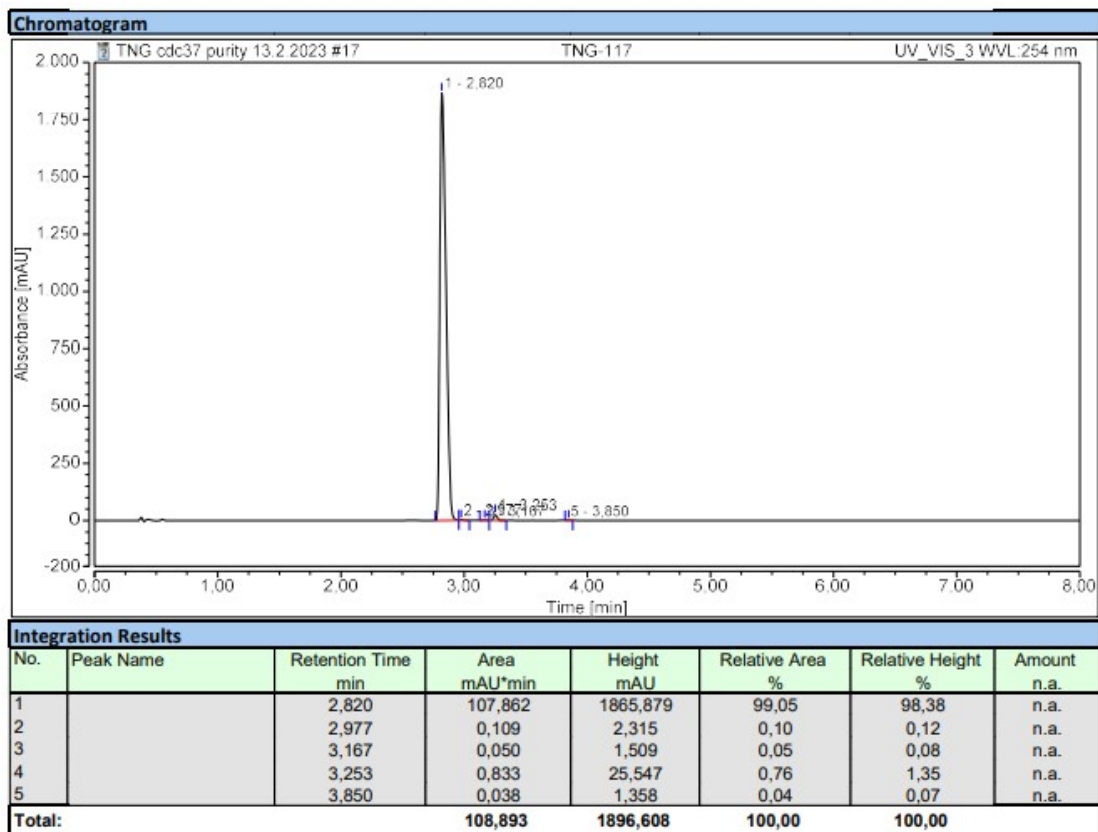 Chromatogram
TNG cdc37 purity 13.2.2023 #17 TNG-117 UV_VIS_3 WVL:254 nm
2.000
1.750
1.500
1.250
1.000
750
500
250
0
-200
Absorbance [mAU]
1 - 2,820
4 - 3,253
2 -
3,167
5 - 3,850
0,00 1,00 2,00 3,00 4,00 5,00 6,00 7,00 8,00
Time [min]
Integration Results
No. Peak Name Retention Time Area Height Relative Area Relative Height Amount
min mAU*min mAU % % n.a.
1 2,820 107,862 1865,879 99,05 98,38 n.a.
2 2,977 0,109 2,315 0,10 0,12 n.a.
3 3,167 0,050 1,509 0,05 0,08 n.a.
4 3,253 0,833 25,547 0,76 1,35 n.a.
5 3,850 0,038 1,358 0,04 0,07 n.a.
Total: 108,893 1896,608 100,00 100,00